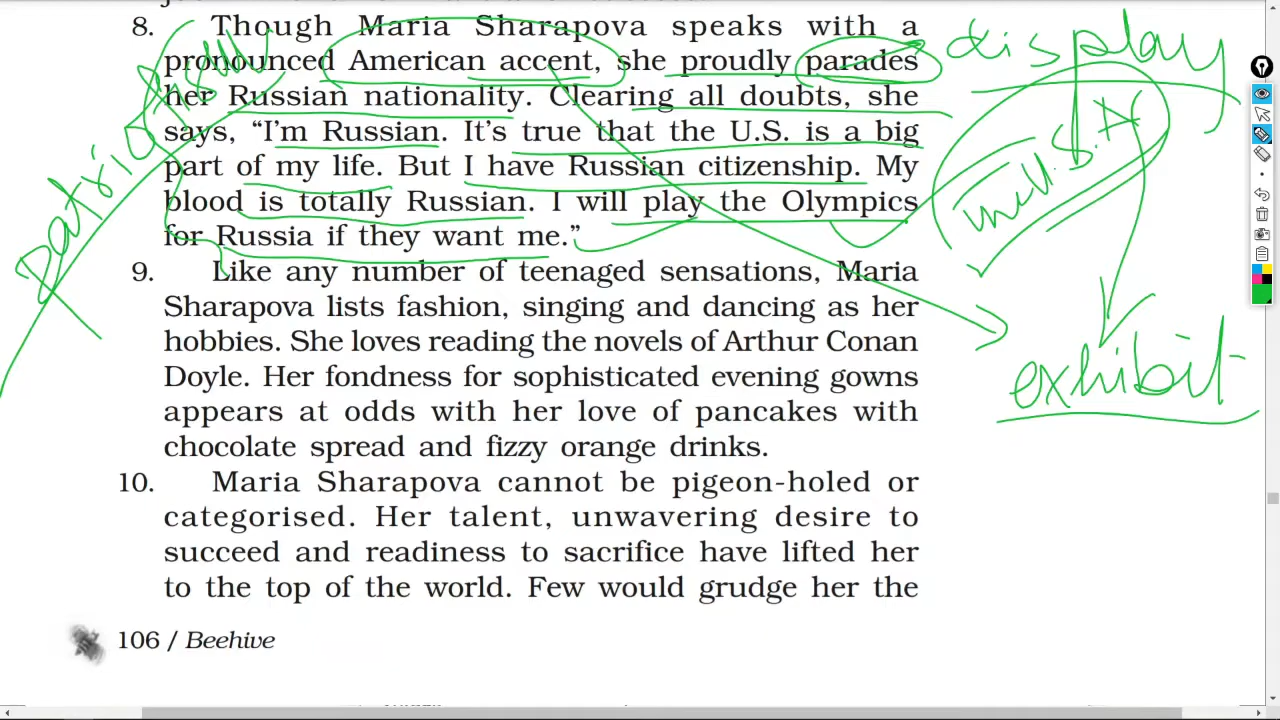 8. Though Maria Sharapova speaks with a
pronounced American accent, she proudly parades
her Russian nationality. Clearing all doubts, she
says, “I’m Russian. It’s true that the U.S. is a big
part of my life. But I have Russian citizenship. My
blood is totally Russian. I will play the Olympics
for Russia if they want me.”
9. Like any number of teenaged sensations, Maria
Sharapova lists fashion, singing and dancing as her
hobbies. She loves reading the novels of Arthur Conan
Doyle. Her fondness for sophisticated evening gowns
appears at odds with her love of pancakes with
chocolate spread and fizzy orange drinks.
10. Maria Sharapova cannot be pigeon-holed or
categorised. Her talent, unwavering desire to
succeed and readiness to sacrifice have lifted her
to the top of the world. Few would grudge her the
106 / Beehive
display
U.S.A
exhibit